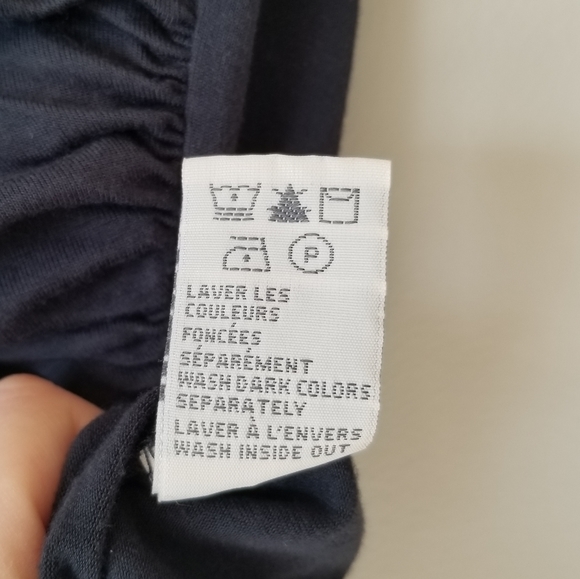 P
LAVER LES
COULEURS
FONCÉES
SÉPARÉMENT
WASH DARK COLORS
SEPARATELY
LAVER À L'ENVERS
WASH INSIDE OUT